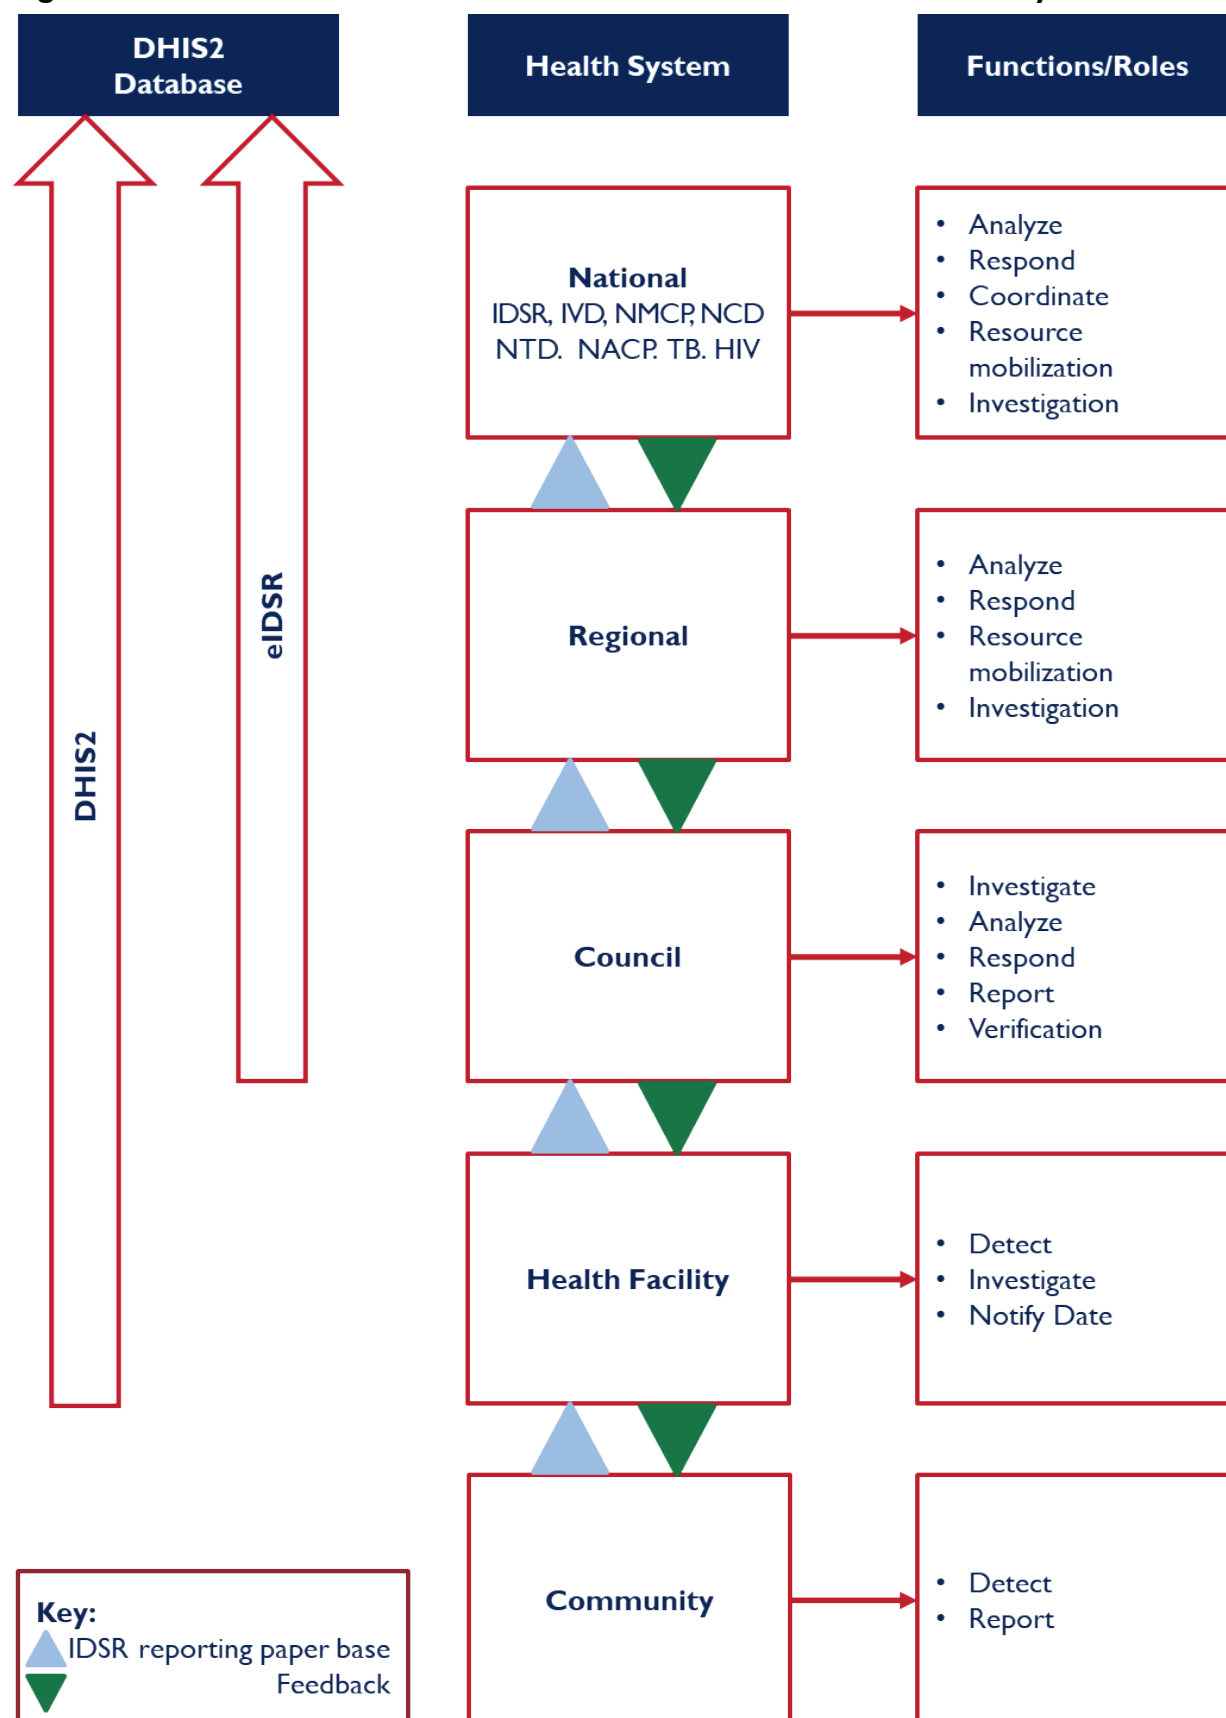 DHIS2
Database
Health System
Functions/Roles
National
IDSR, IVD, NMCP, NCD
NTD. NACP. TB. HIV
• Analyze
• Respond
• Coordinate
• Resource
mobilization
• Investigation
Regional
• Analyze
• Respond
• Resource
mobilization
• Investigation
eIDSR
DHIS2
Council
• Investigate
• Analyze
• Respond
• Report
• Verification
Health Facility
• Detect
• Investigate
• Notify Date
Community
• Detect
• Report
Key:
IDSR reporting paper base
Feedback